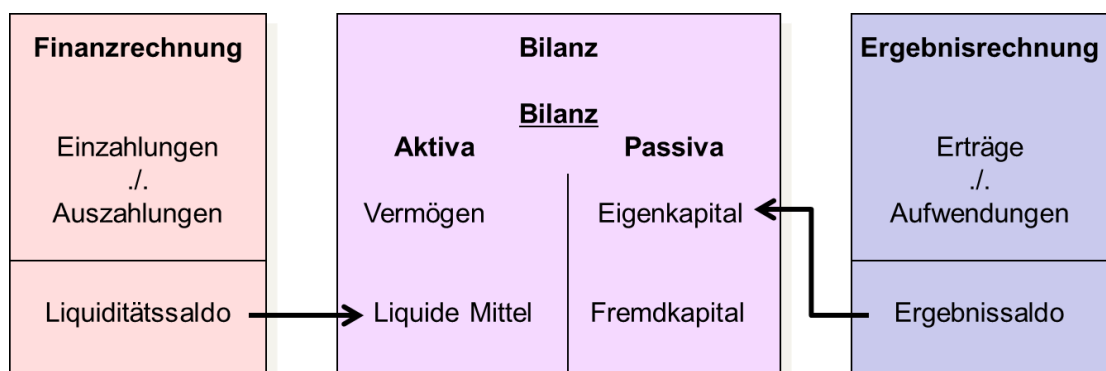 Finanzrechnung
Einzahlungen
./.
Auszahlungen
Liquiditätssaldo
Bilanz
Bilanz
Aktiva
Passiva
Vermögen
Eigenkapital
Liquide Mittel
Fremdkapital
Ergebnisrechnung
Erträge
./.
Aufwendungen
Ergebnissaldo